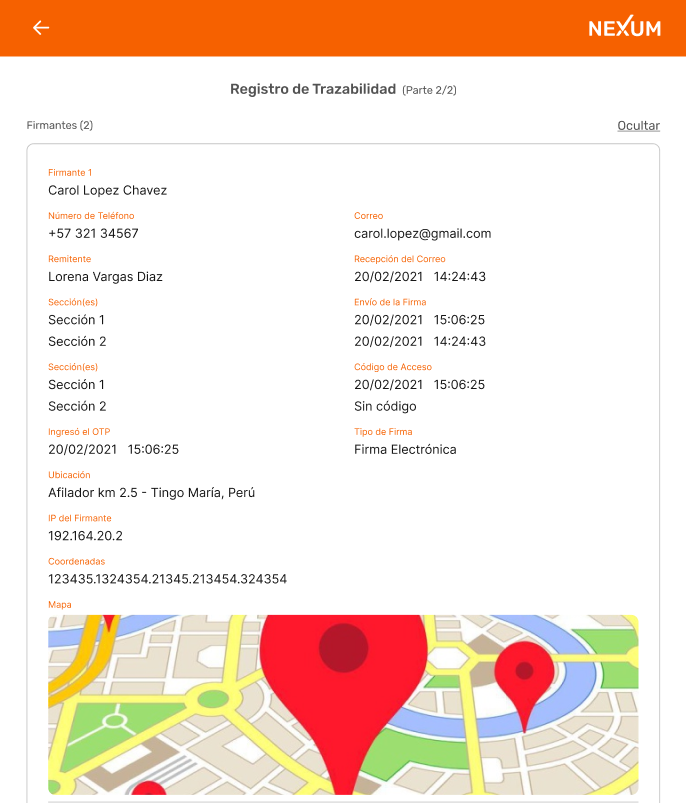 NEXUM
Registro de Trazabilidad (Parte 2/2)
Firmantes (2)
Ocultar
Firmante 1
Carol Lopez Chavez
Número de Teléfono
+57 321 34567
Correo
carol.lopez@gmail.com
Remitente
Lorena Vargas Diaz
Recepción del Correo
20/02/2021 14:24:43
Sección(es)
Sección 1
Sección 2
Envío de la Firma
20/02/2021 15:06:25
20/02/2021 14:24:43
Sección(es)
Sección 1
Sección 2
Código de Acceso
20/02/2021 15:06:25
Sin código
Ingresó el OTP
20/02/2021 15:06:25
Tipo de Firma
Firma Electrónica
Ubicación
Afilador km 2.5 - Tingo María, Perú
IP del Firmante
192.164.20.2
Coordenadas
123435.1324354.21345.213454.324354
Mapa